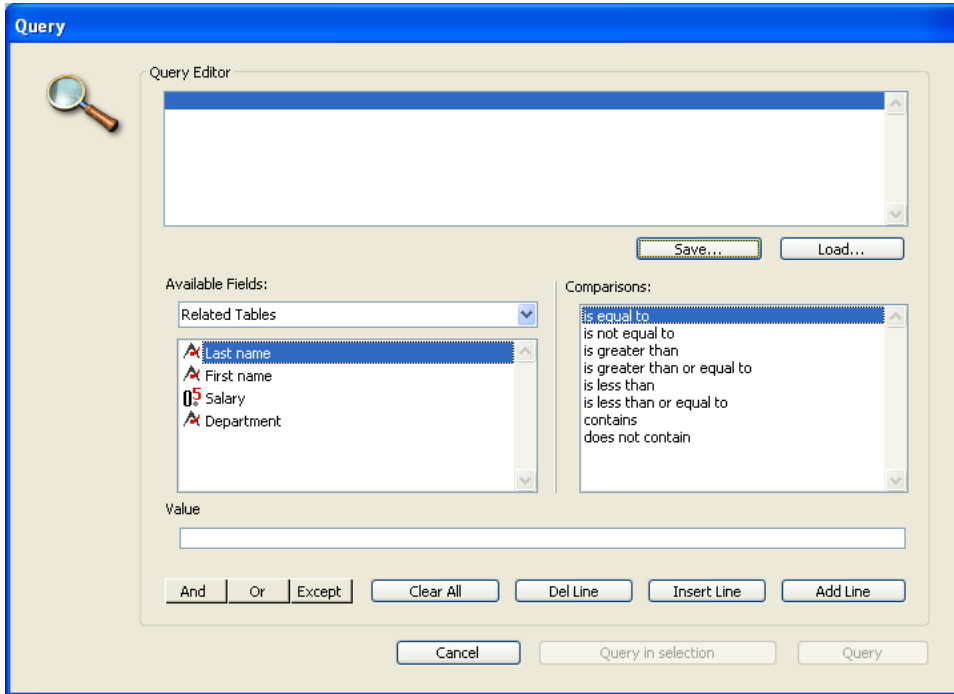 Query
Query Editor
Save...
Load...
Available Fields:
Related Tables
Last name
First name
Salary
Department
Comparisons:
is equal to
is not equal to
is greater than
is greater than or equal to
is less than
is less than or equal to
contains
does not contain
Value
And Or Except Clear All Del Line Insert Line Add Line
Cancel Query in selection Query